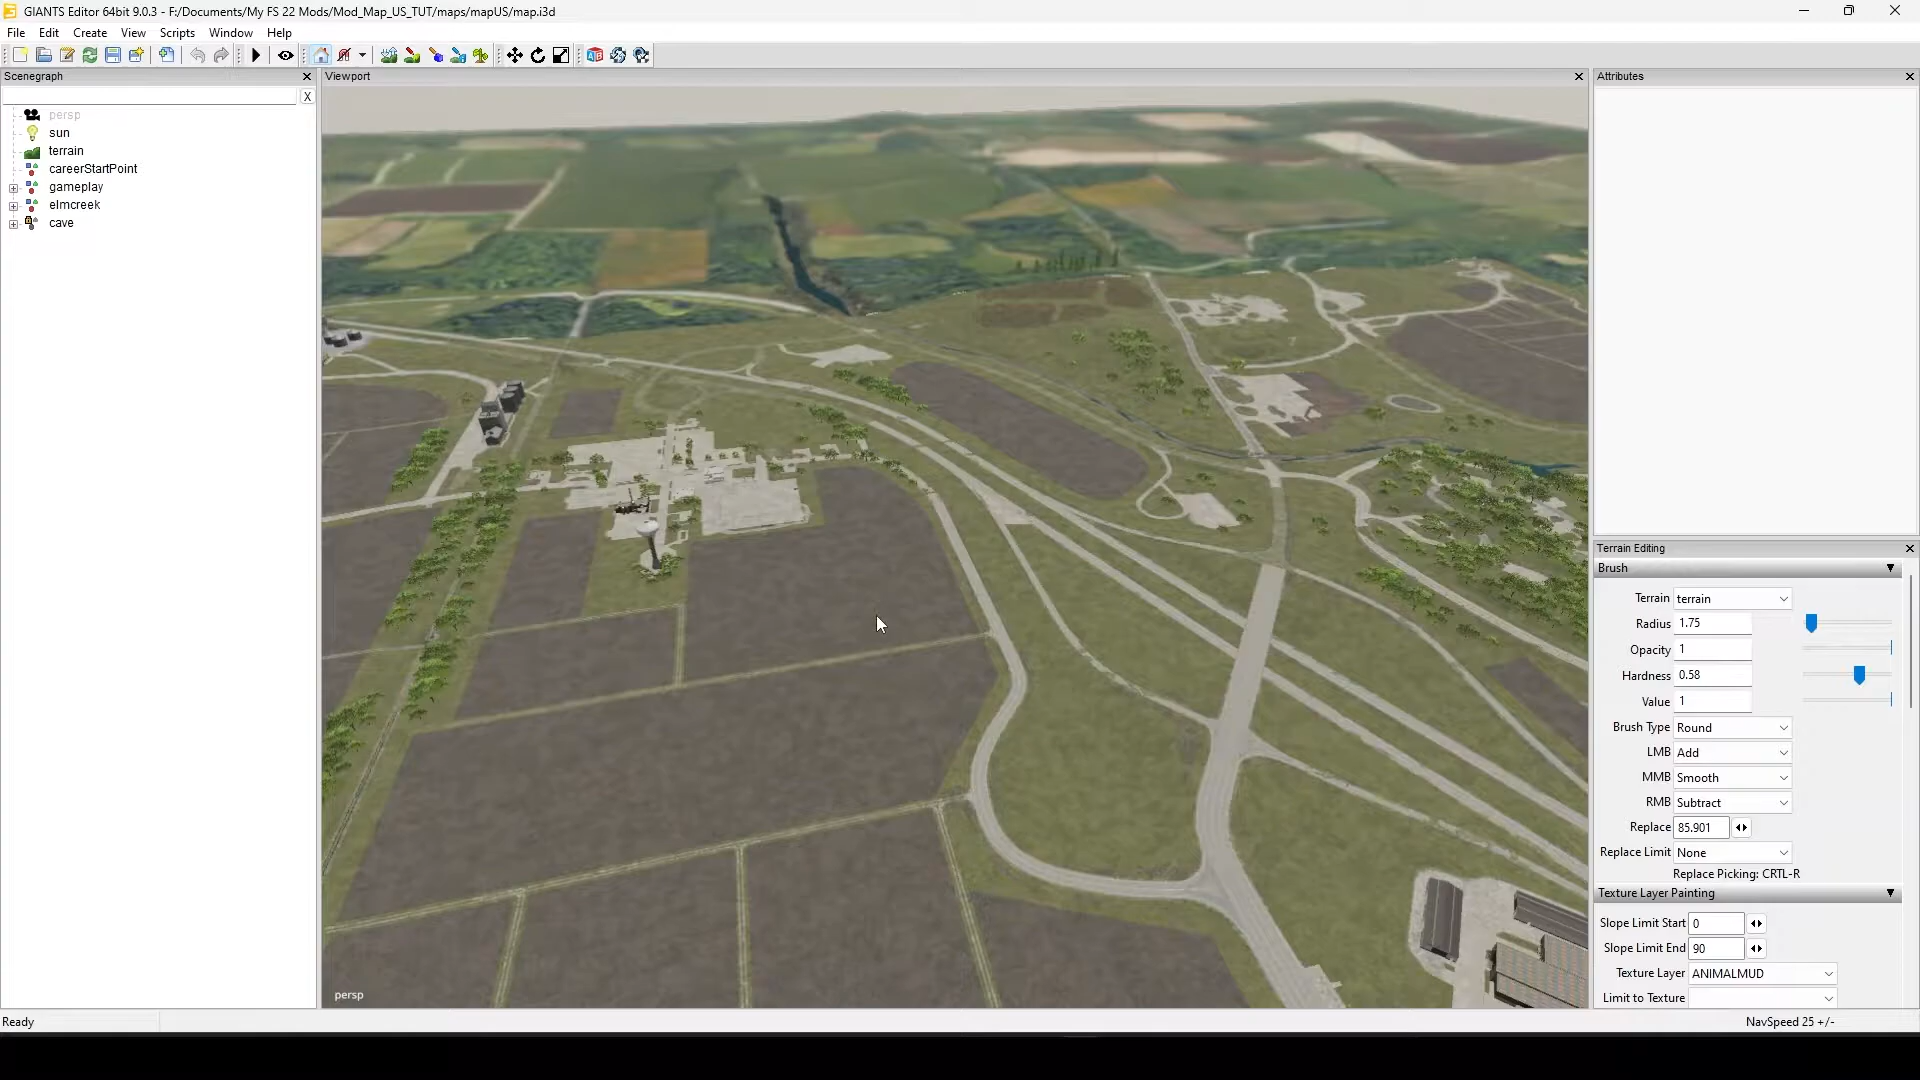 GIANTS Editor 64bit 9.0.3 - F:/Documents/My FS 22 Mods/Mod_Map_US_TUT/maps/mapUS/map.i3d
File Edit Create View Scripts Window Help
Scenegraph
X
persp
sun
terrain
careerStartPoint
gameplay
elmcreek
cave
Viewport
persp
Attributes
Terrain Editing
Brush
Terrain terrain
Radius 1.75
Opacity 1
Hardness 0.58
Value 1
Brush Type Round
LMB Add
MMB Smooth
RMB Subtract
Replace 85.901
Replace Limit None
Replace Picking: CRTL-R
Texture Layer Painting
Slope Limit Start 0
Slope Limit End 90
Texture Layer ANIMALMUD
Limit to Texture
Ready
NavSpeed 25 +/-